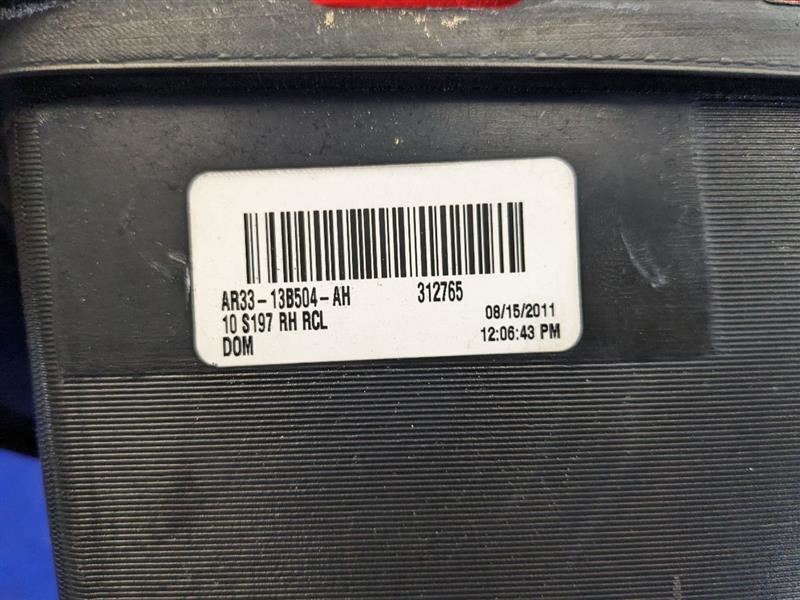 AR33-13B504-AH 312765
10 S197 RH RCL 08/15/2011
DOM 12:06:43 PM